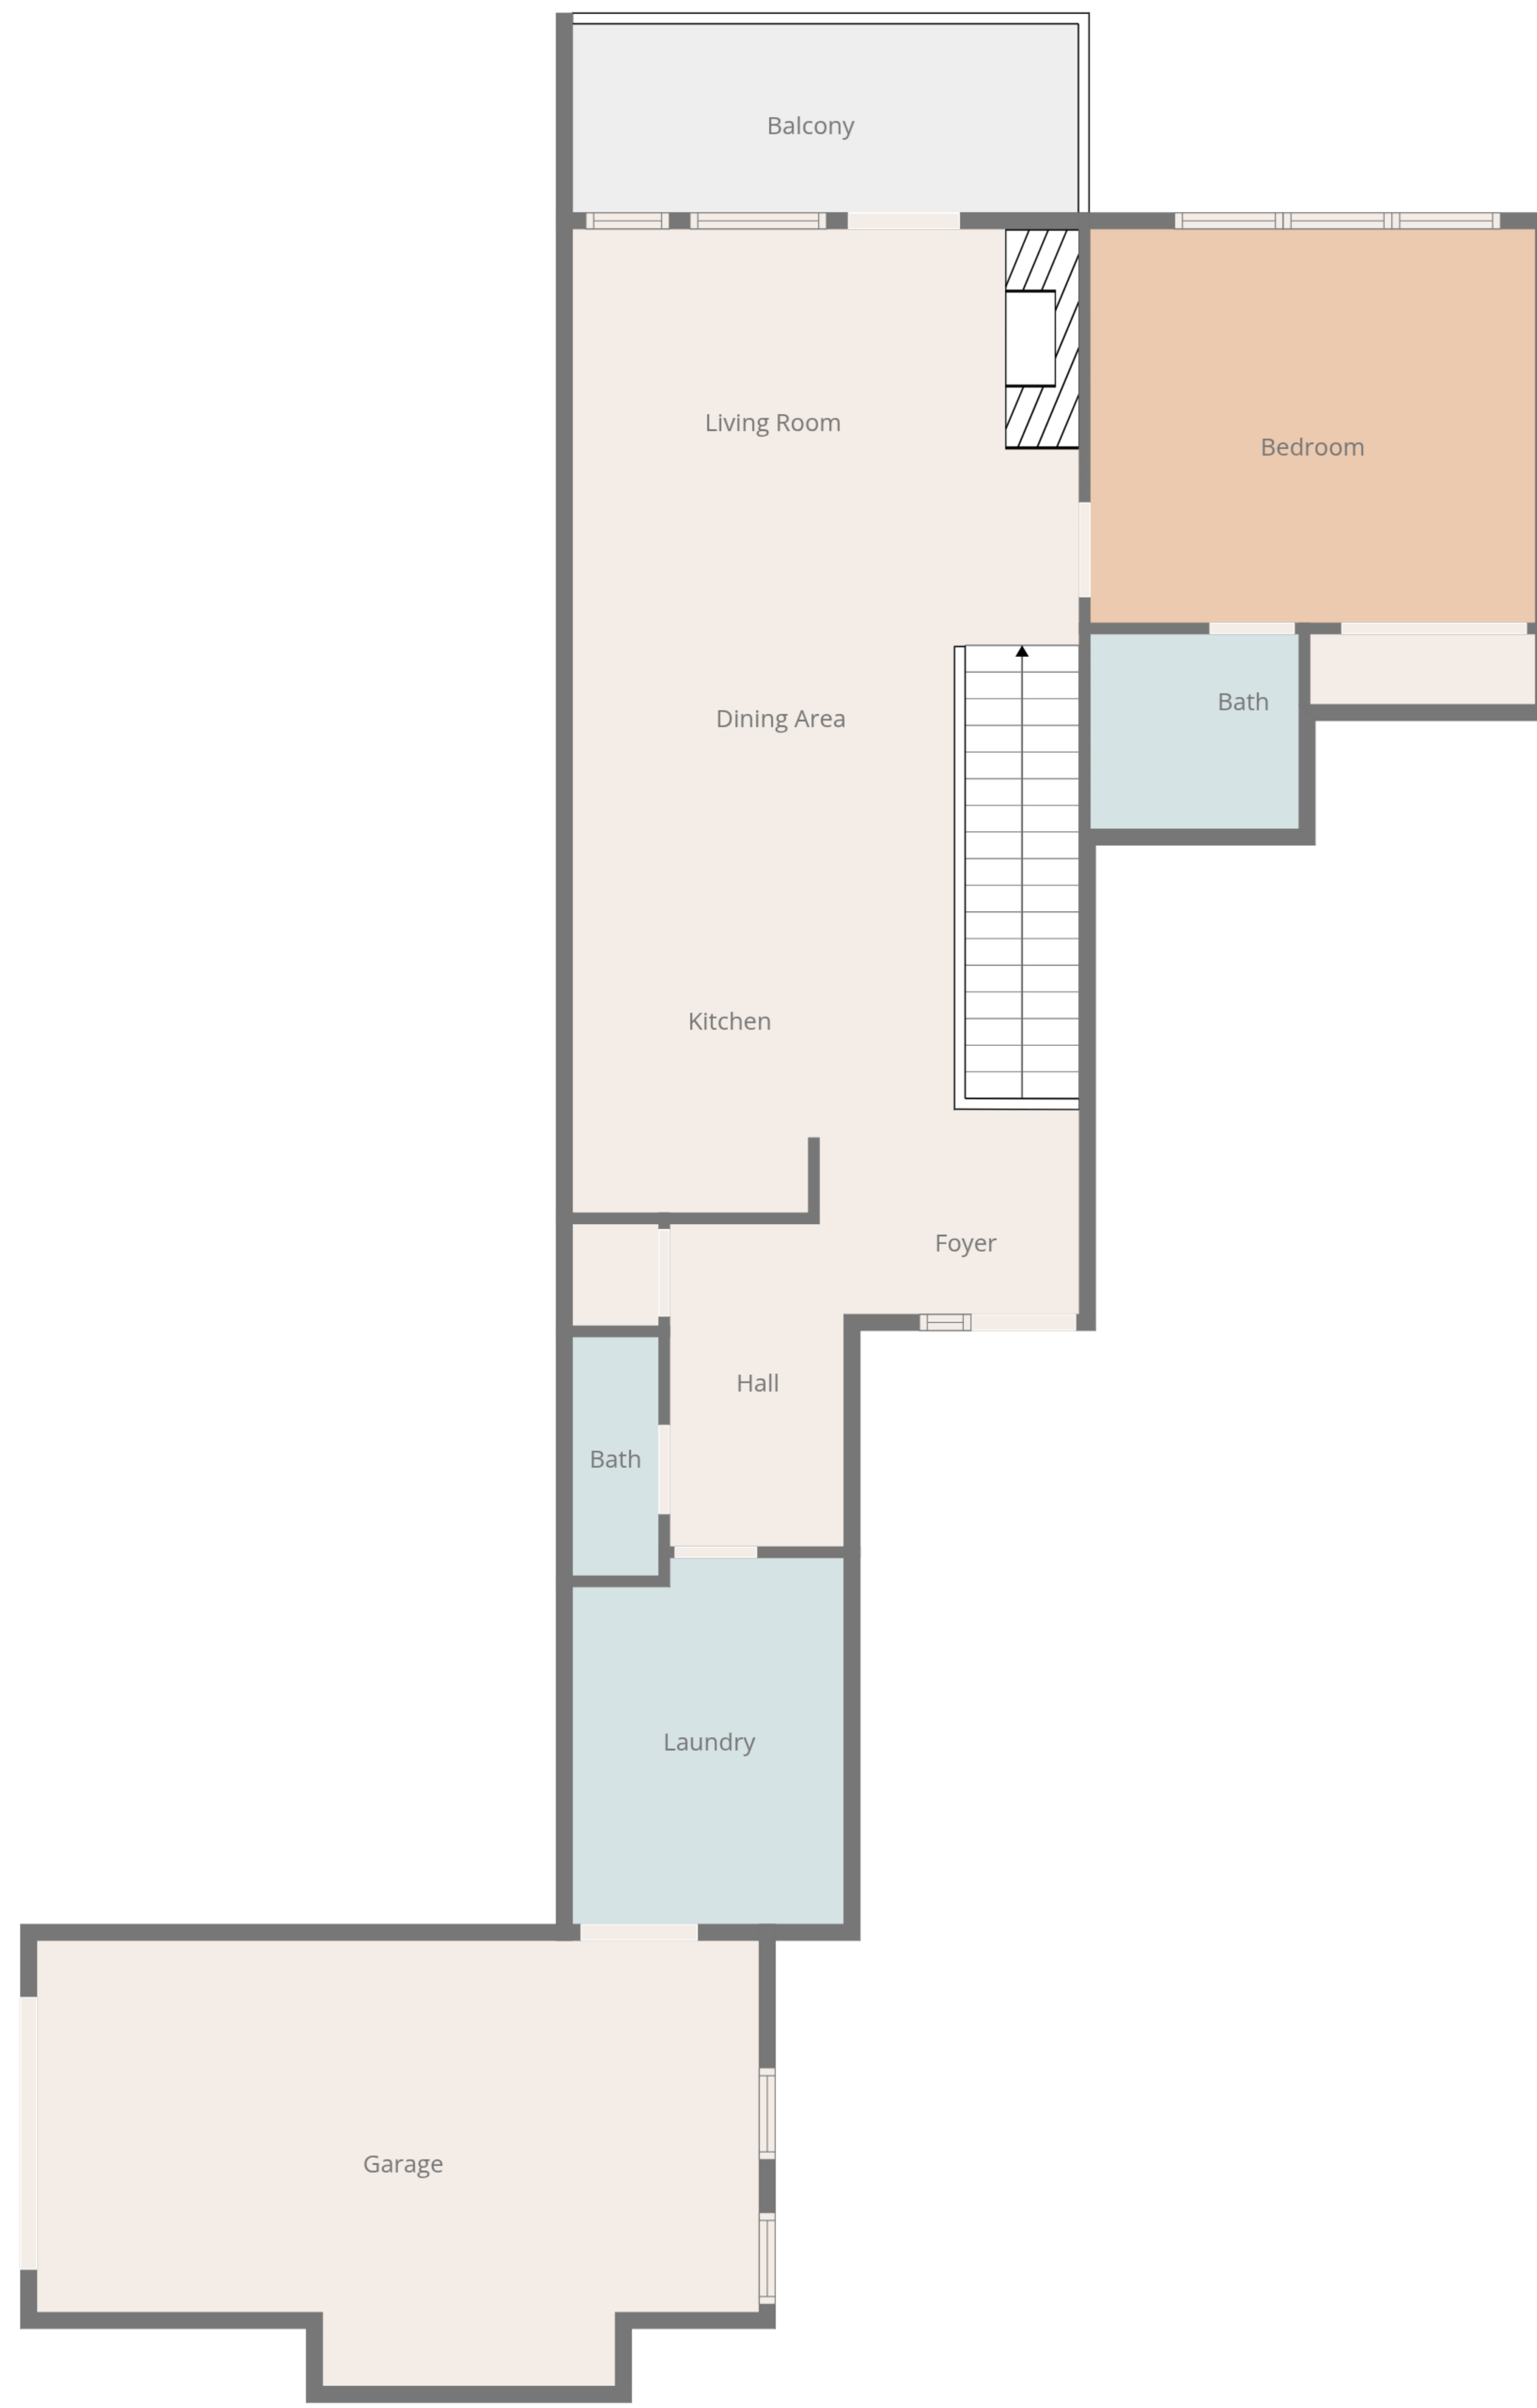 Balcony
Living Room
Bedroom
Bath
Dining Area
Kitchen
Foyer
Hall
Bath
Laundry
Garage